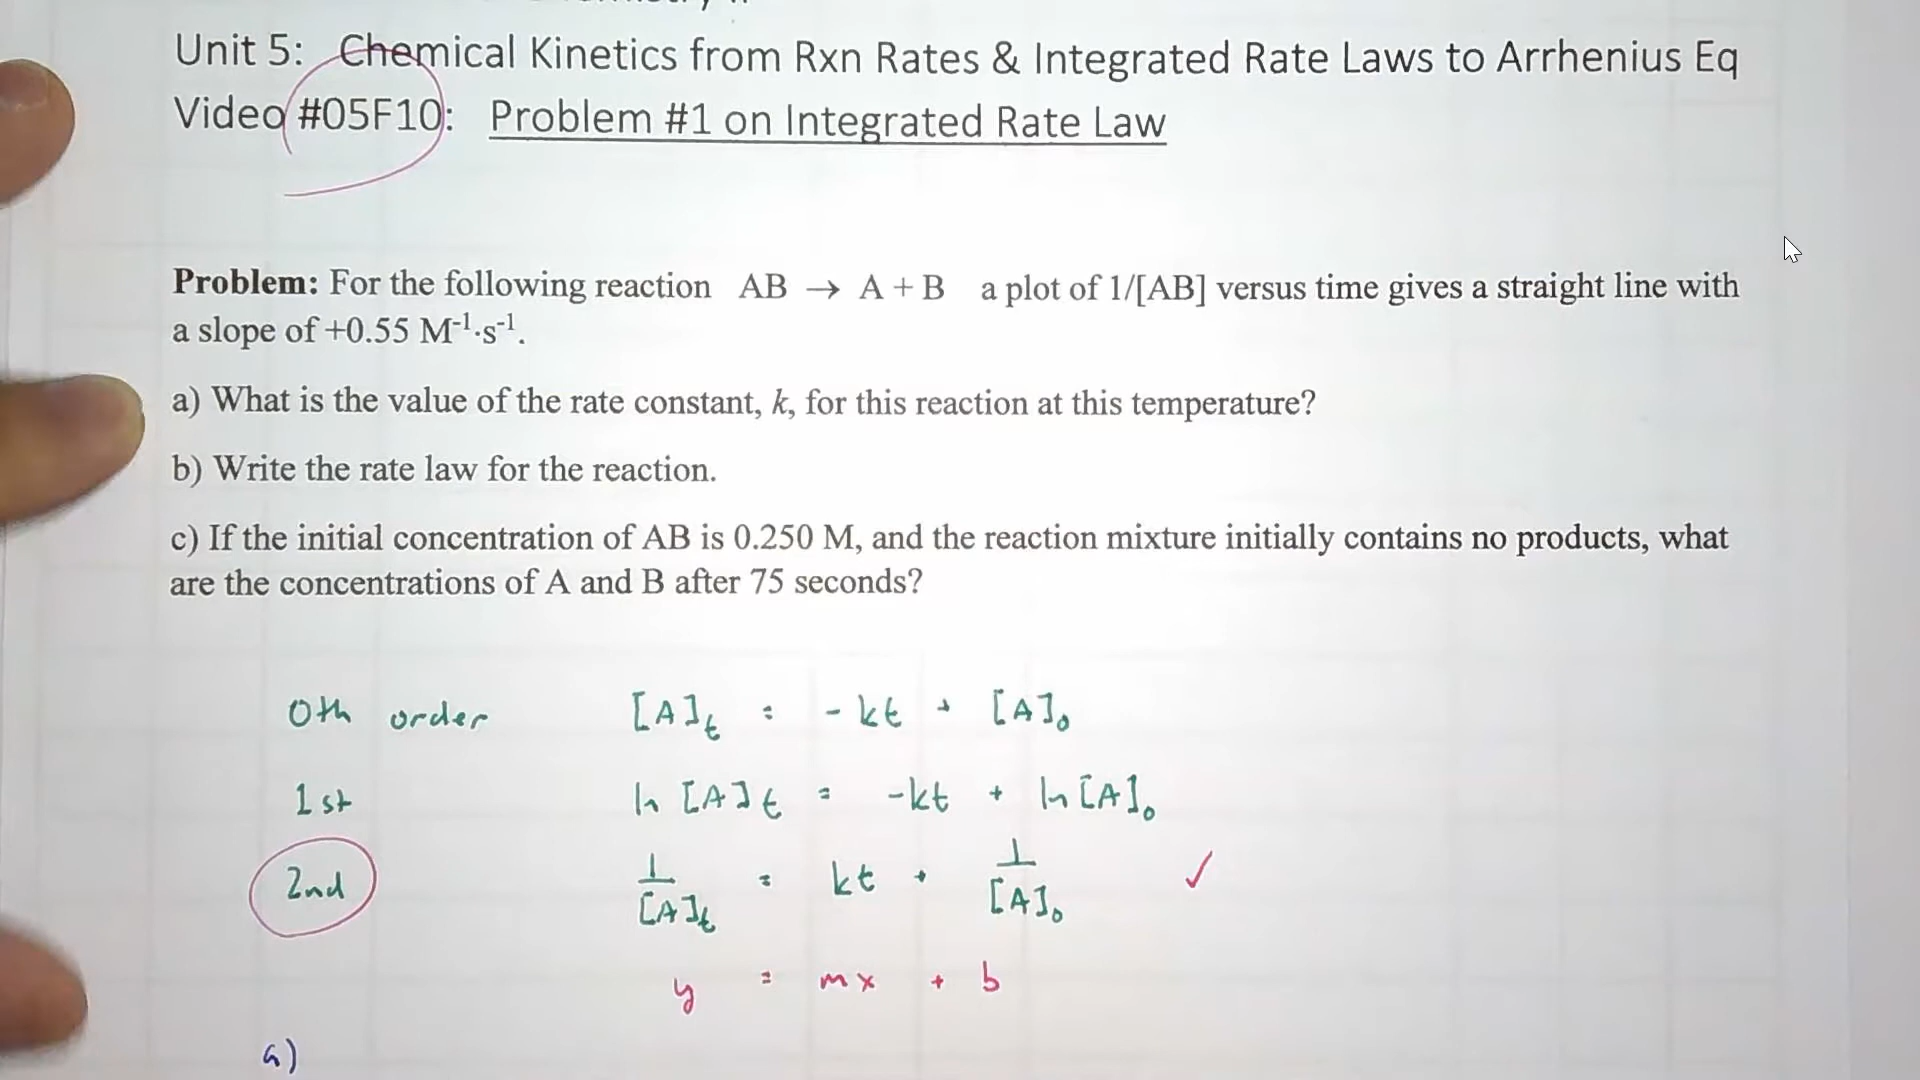 Unit 5: Chemical Kinetics from Rxn Rates & Integrated Rate Laws to Arrhenius Eq
Video #05F10: Problem #1 on Integrated Rate Law
Problem: For the following reaction AB → A + B a plot of 1/[AB] versus time gives a straight line with
a slope of +0.55 M⁻¹·s⁻¹.
a) What is the value of the rate constant, k, for this reaction at this temperature?
b) Write the rate law for the reaction.
c) If the initial concentration of AB is 0.250 M, and the reaction mixture initially contains no products, what
are the concentrations of A and B after 75 seconds?
0th order [A]ₜ = - kt + [A]₀
1st ln [A]ₜ = -kt + ln [A]₀
2nd 1/[A]ₜ = kt + 1/[A]₀ ✓
y = mx + b
a)